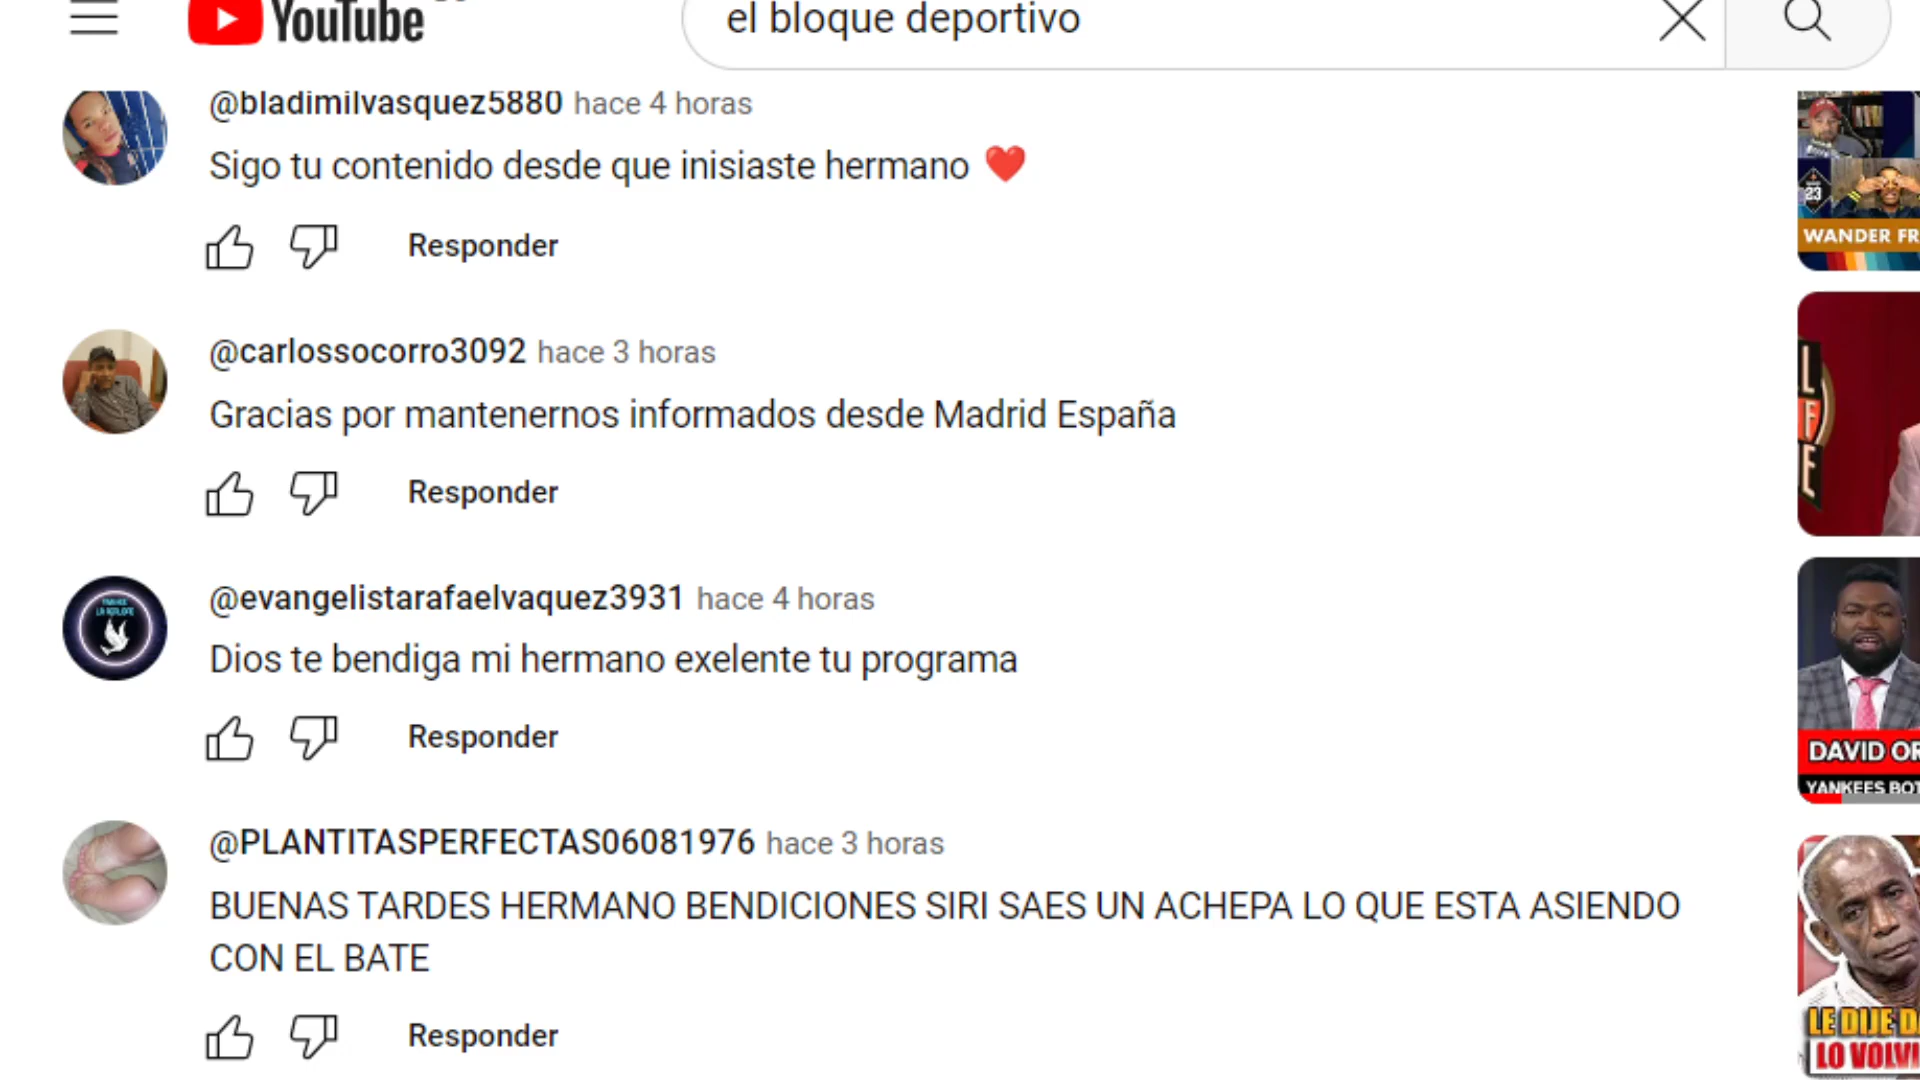 YouTube
el bloque deportivo
@bladimilvasquez5880 hace 4 horas
Sigo tu contenido desde que inisiaste hermano ❤️
Responder
@carlossocorro3092 hace 3 horas
Gracias por mantenernos informados desde Madrid España
Responder
@evangelistarafaelvaquez3931 hace 4 horas
Dios te bendiga mi hermano exelente tu programa
Responder
@PLANTITASPERFECTAS06081976 hace 3 horas
BUENAS TARDES HERMANO BENDICIONES SIRI SAES UN ACHEPA LO QUE ESTA ASIENDO
CON EL BATE
Responder
23
WANDER FR
DAVID OR
YANKEES BOT
LE DIJE D
LO VOLVI